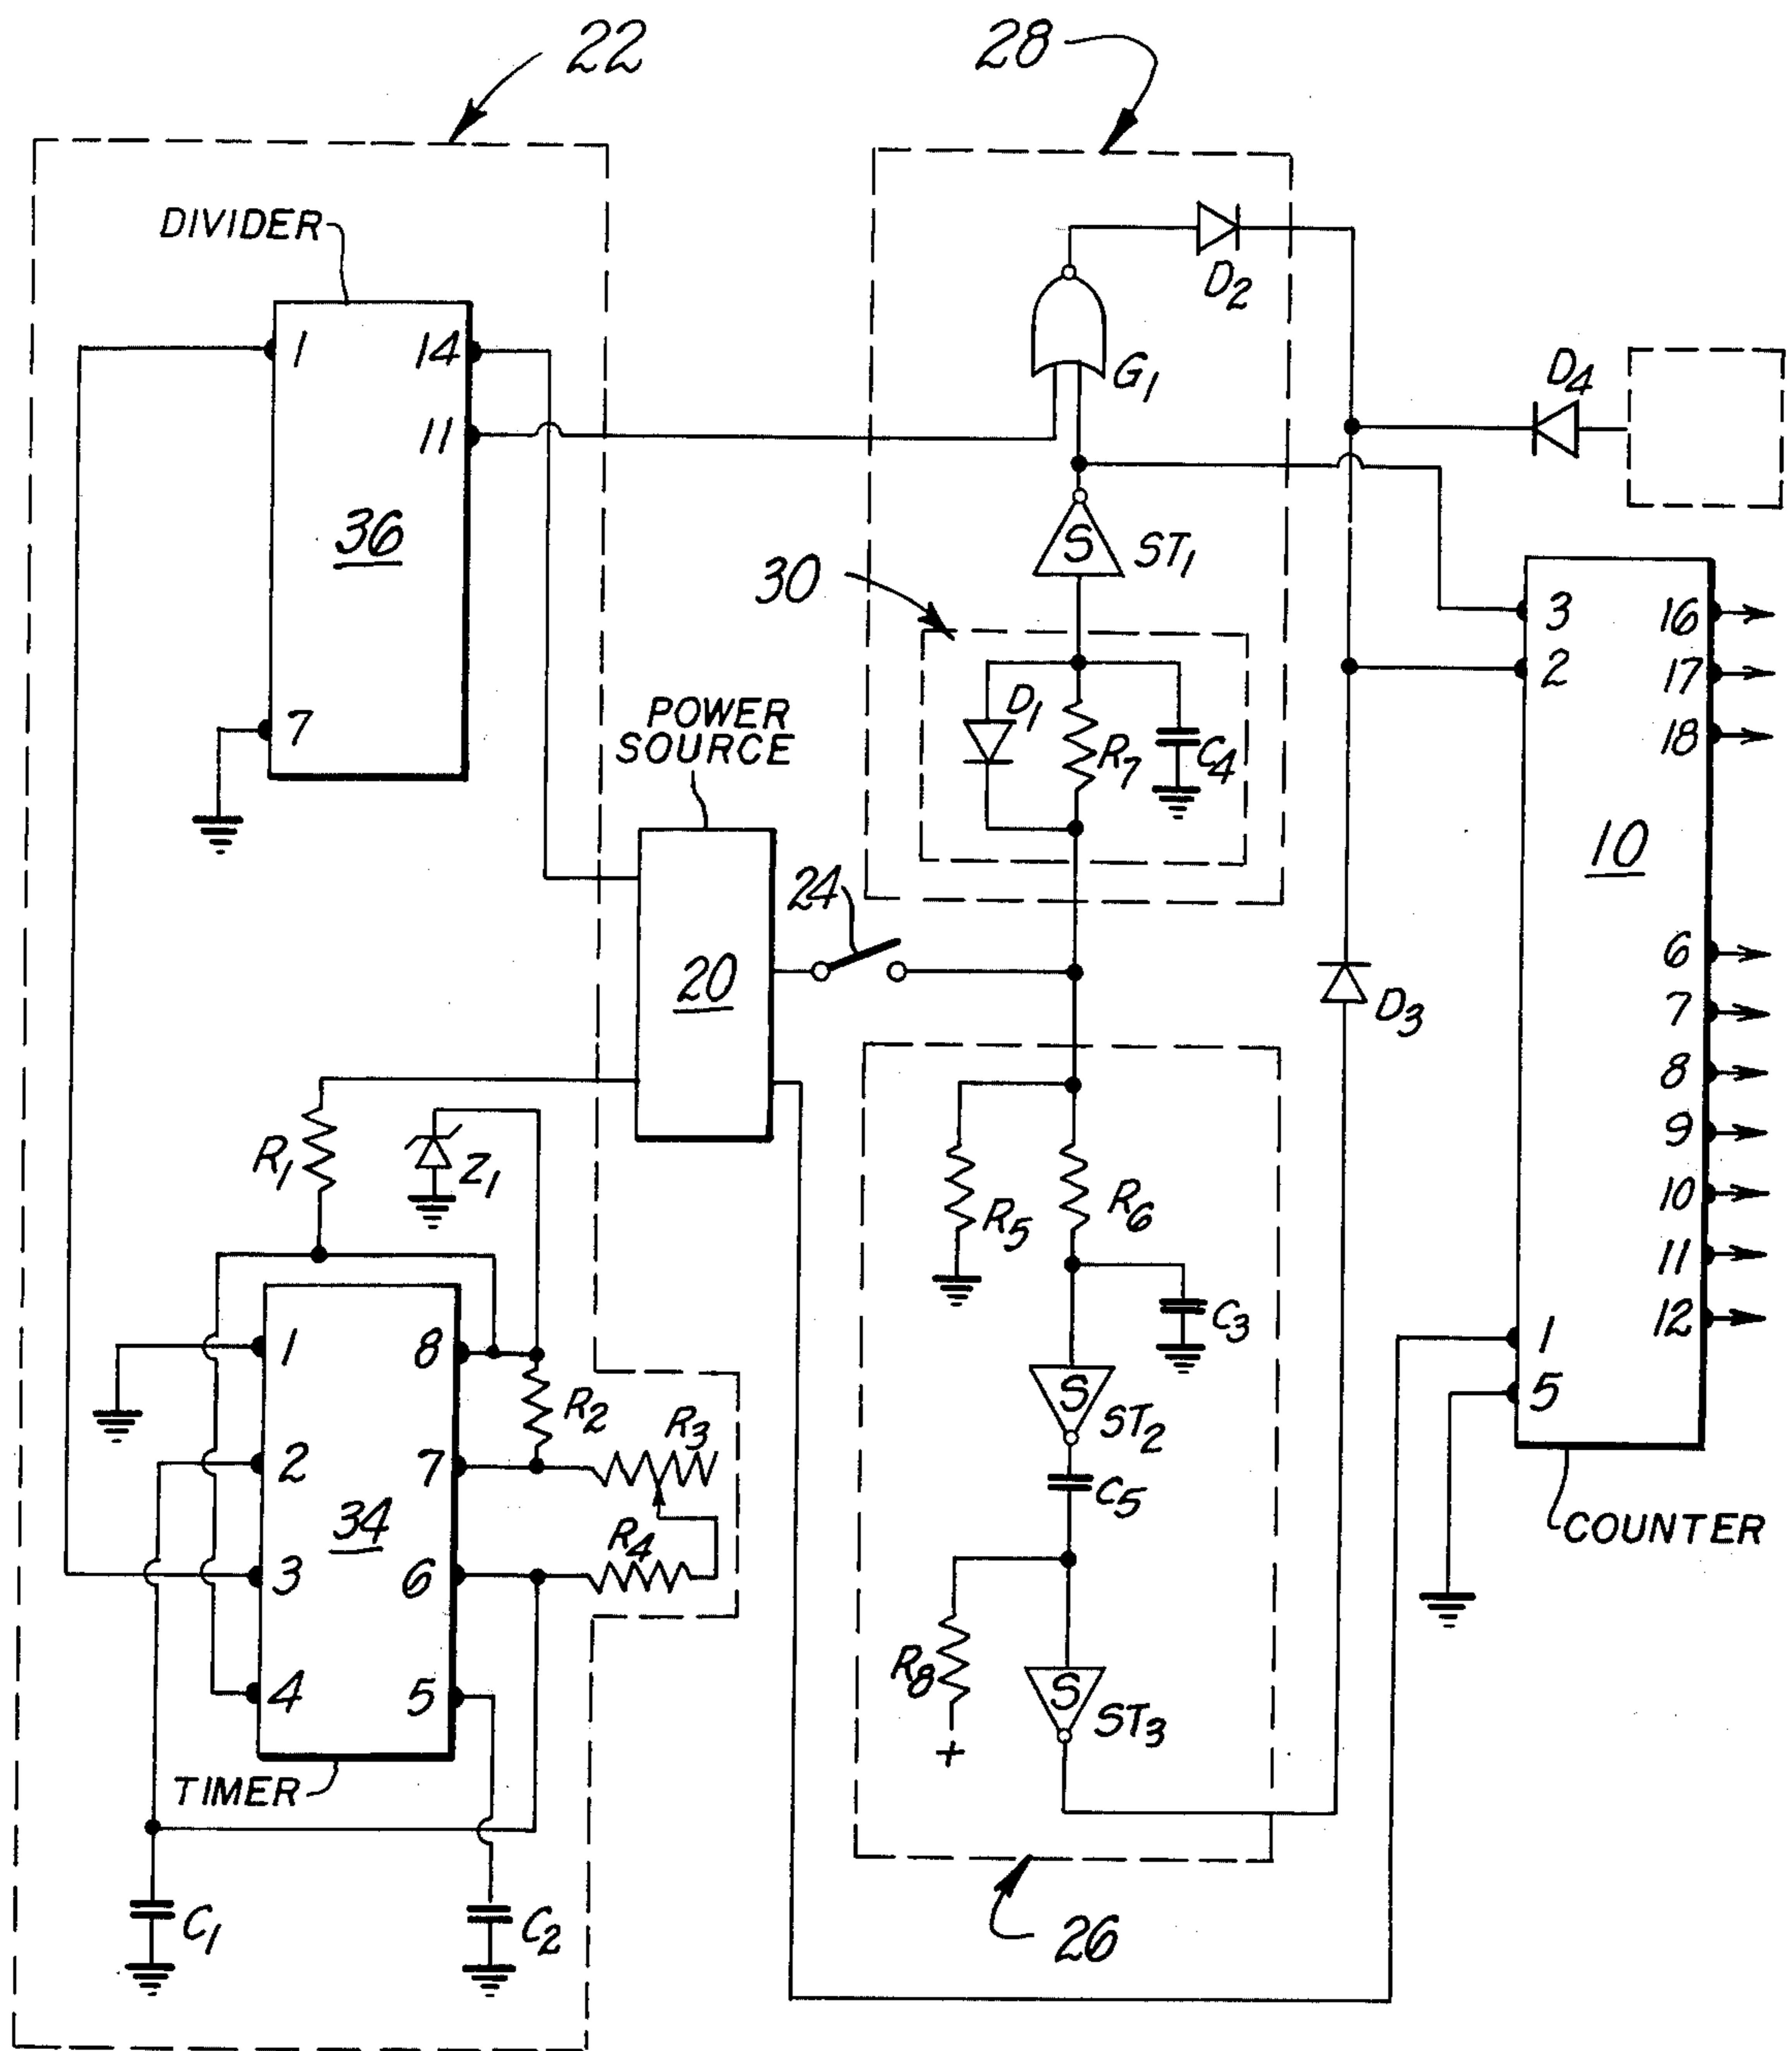 22
28
DIVIDER
D2
1
14
11
G1
D4
36
ST1
30
3
16
2
17
7
D1
R7
C4
18
POWER
SOURCE
10
24
20
6
D3
7
8
R1
Z1
9
R5
R6
10
11
C3
12
1
8
1
R2
R3
S
ST2
5
2
7
C5
34
R4
COUNTER
3
6
4
5
R8
S
ST3
+
TIMER
C1
C2
26
S